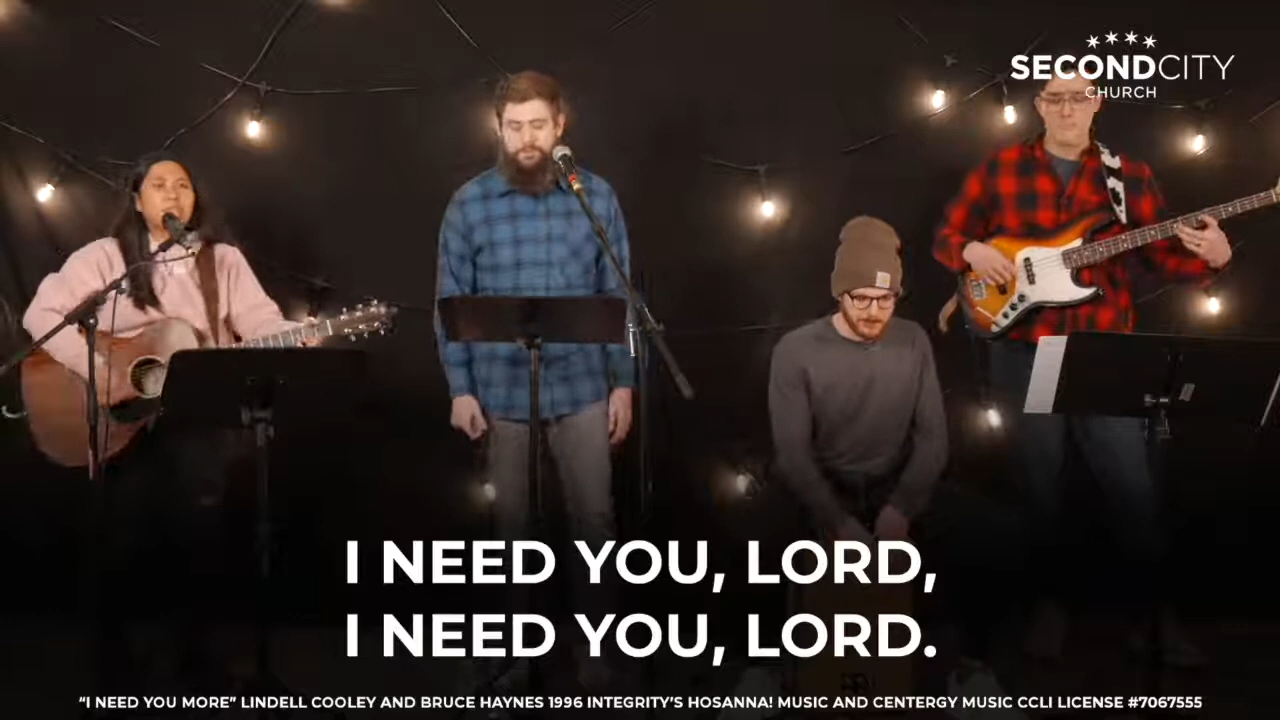 SECONDCITY
CHURCH
I NEED YOU, LORD,
I NEED YOU, LORD.
“I NEED YOU MORE” LINDELL COOLEY AND BRUCE HAYNES 1996 INTEGRITY’S HOSANNA! MUSIC AND CENTERGY MUSIC CCLI LICENSE #7067555